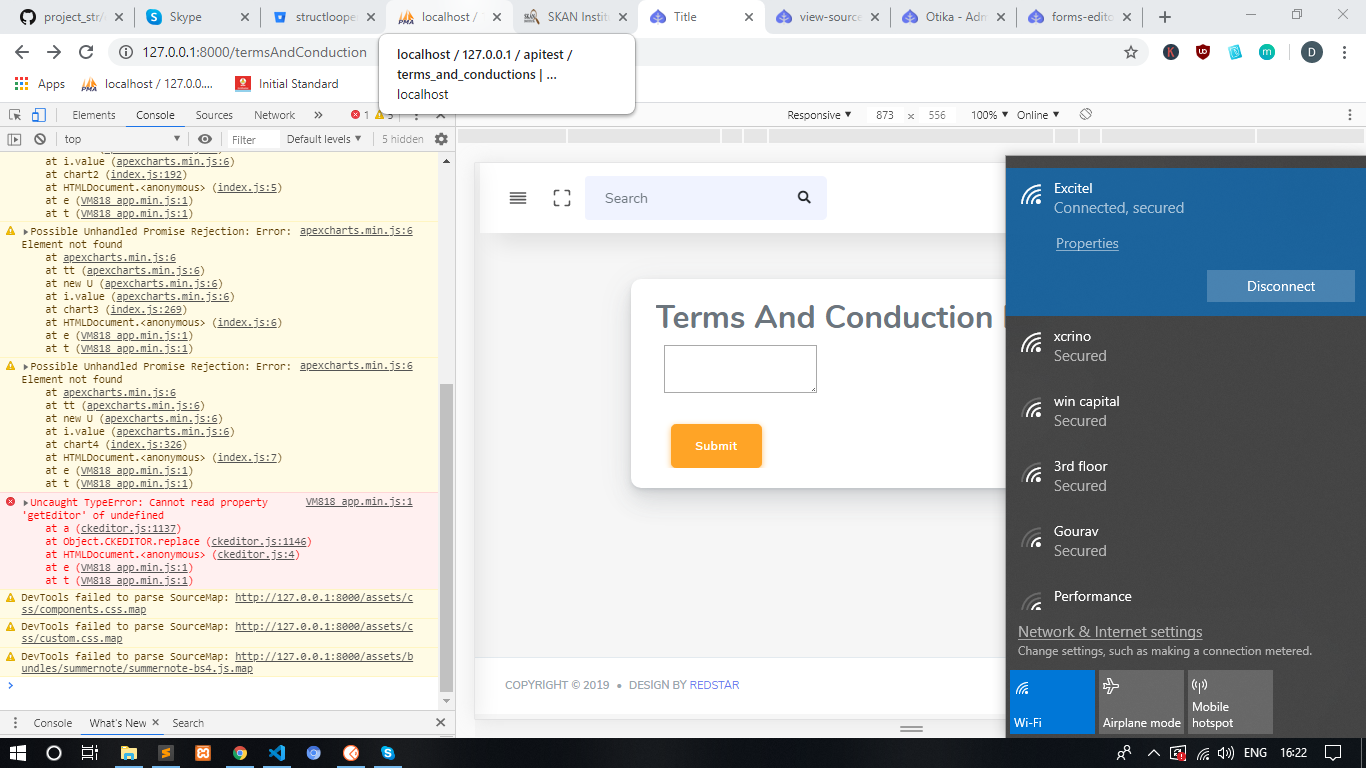 project_str/
Skype
structloope
localhost /
SKAN Instit
Title
view-source
Otika - Adm
forms-edito
127.0.0.1:8000/termsAndConduction
localhost / 127.0.0.1 / apitest /
terms_and_conductions | ...
localhost
D
Apps
localhost / 127.0.0....
Initial Standard
Elements
Console
Sources
Network
1
5
Responsive
873
x
556
100%
Online
top
Filter
Default levels
5 hidden
at i.value (apexcharts.min.js:6)
at chart2 (index.js:192)
at HTMLDocument.<anonymous> (index.js:5)
at e (VM818 app.min.js:1)
at t (VM818 app.min.js:1)
Possible Unhandled Promise Rejection: Error: apexcharts.min.js:6
Element not found
at apexcharts.min.js:6
at tt (apexcharts.min.js:6)
at new U (apexcharts.min.js:6)
at i.value (apexcharts.min.js:6)
at chart3 (index.js:269)
at HTMLDocument.<anonymous> (index.js:6)
at e (VM818 app.min.js:1)
at t (VM818 app.min.js:1)
Possible Unhandled Promise Rejection: Error: apexcharts.min.js:6
Element not found
at apexcharts.min.js:6
at tt (apexcharts.min.js:6)
at new U (apexcharts.min.js:6)
at i.value (apexcharts.min.js:6)
at chart4 (index.js:326)
at HTMLDocument.<anonymous> (index.js:7)
at e (VM818 app.min.js:1)
at t (VM818 app.min.js:1)
Uncaught TypeError: Cannot read property VM818 app.min.js:1
'getEditor' of undefined
at a (ckeditor.js:1137)
at Object.CKEDITOR.replace (ckeditor.js:1146)
at HTMLDocument.<anonymous> (ckeditor.js:4)
at e (VM818 app.min.js:1)
at t (VM818 app.min.js:1)
DevTools failed to parse SourceMap: http://127.0.0.1:8000/assets/c
ss/components.css.map
DevTools failed to parse SourceMap: http://127.0.0.1:8000/assets/c
ss/custom.css.map
DevTools failed to parse SourceMap: http://127.0.0.1:8000/assets/b
undles/summernote/summernote-bs4.js.map
Console
What's New
Search
Search
Terms And Conduction
Submit
COPYRIGHT © 2019 • DESIGN BY REDSTAR
Excitel
Connected, secured
Properties
Disconnect
xcrino
Secured
win capital
Secured
3rd floor
Secured
Gourav
Secured
Performance
Network & Internet settings
Change settings, such as making a connection metered.
Wi-Fi
Airplane mode
Mobile
hotspot
ENG
16:22